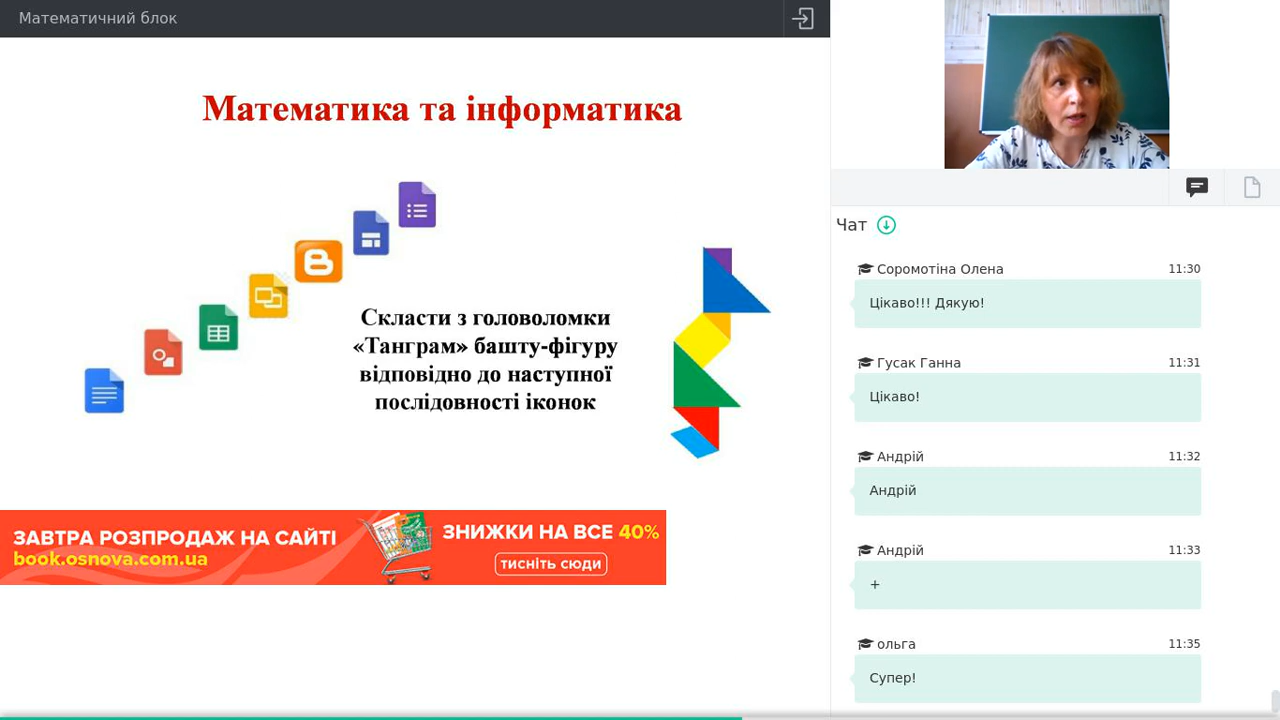 Математичний блок
Математика та інформатика
Скласти з головоломки
«Танграм» башту-фігуру
відповідно до наступної
послідовності іконок
ЗАВТРА РОЗПРОДАЖ НА САЙТІ
book.osnova.com.ua
ЗНИЖКИ НА ВСЕ 40%
тисніть сюди
Чат
Соромотіна Олена 11:30
Цікаво!!! Дякую!
Гусак Ганна 11:31
Цікаво!
Андрій 11:32
Андрій
Андрій 11:33
+
ольга 11:35
Супер!